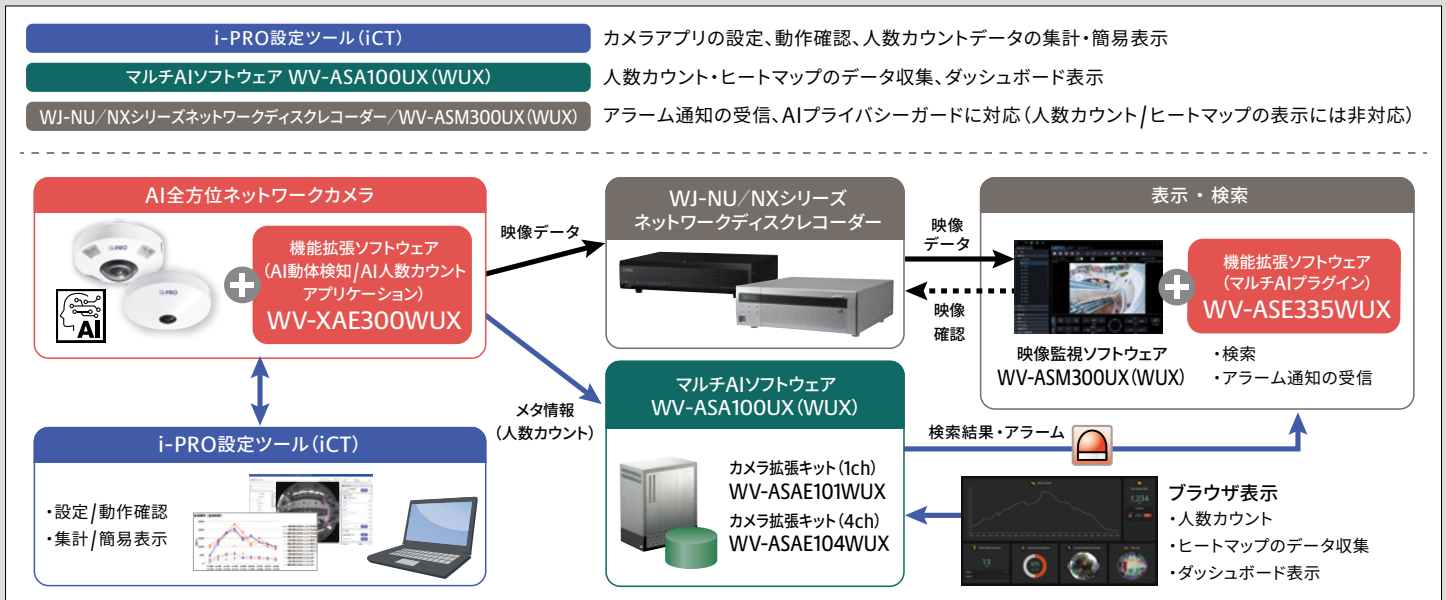 i-PRO設定ツール(iCT)
カメラアプリの設定、動作確認、人数カウントデータの集計・簡易表示
マルチAIソフトウェア WV-ASA100UX(WUX)
人数カウント・ヒートマップのデータ収集、ダッシュボード表示
WJ-NU/NXシリーズネットワークディスクレコーダー/WV-ASM300UX(WUX)
アラーム通知の受信、AIプライバシーガードに対応(人数カウント/ヒートマップの表示には非対応)
AI全方位ネットワークカメラ
i-PRO
i-PRO
AI
機能拡張ソフトウェア
(AI動体検知/AI人数カウント
アプリケーション)
WV-XAE300WUX
映像データ
WJ-NU/NXシリーズ
ネットワークディスクレコーダー
映像
データ
映像
確認
表示・検索
機能拡張ソフトウェア
(マルチAIプラグイン)
WV-ASE335WUX
映像監視ソフトウェア
WV-ASM300UX(WUX)
・検索
・アラーム通知の受信
メタ情報
(人数カウント)
i-PRO設定ツール(iCT)
・設定/動作確認
・集計/簡易表示
マルチAIソフトウェア
WV-ASA100UX(WUX)
カメラ拡張キット(1ch)
WV-ASAE101WUX
カメラ拡張キット(4ch)
WV-ASAE104WUX
検索結果・アラーム
1,234
13
ブラウザ表示
・人数カウント
・ヒートマップのデータ収集
・ダッシュボード表示